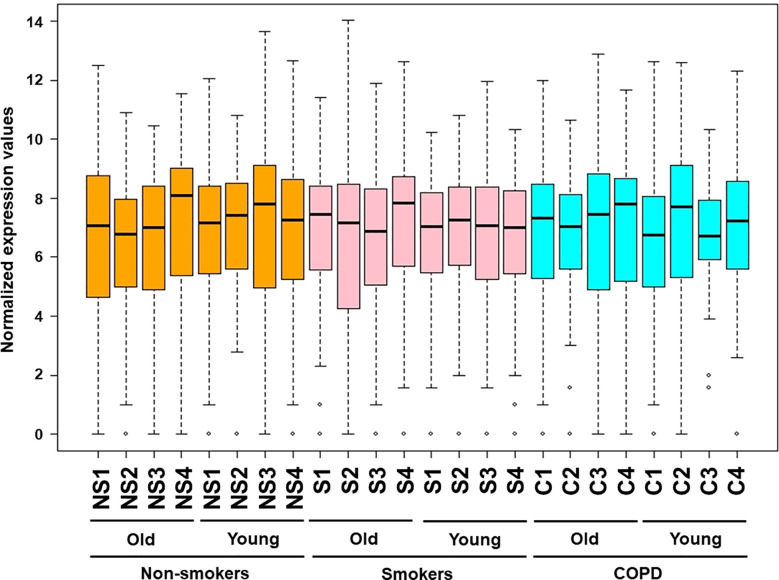 Normalized expression values
14
12
10
8
6
4
2
0
NS1 NS2 NS3 NS4 NS1 NS2 NS3 NS4 S1 S2 S3 S4 S1 S2 S3 S4 C1 C2 C3 C4 C1 C2 C3 C4
Old Young Old Young Old Young
Non-smokers Smokers COPD